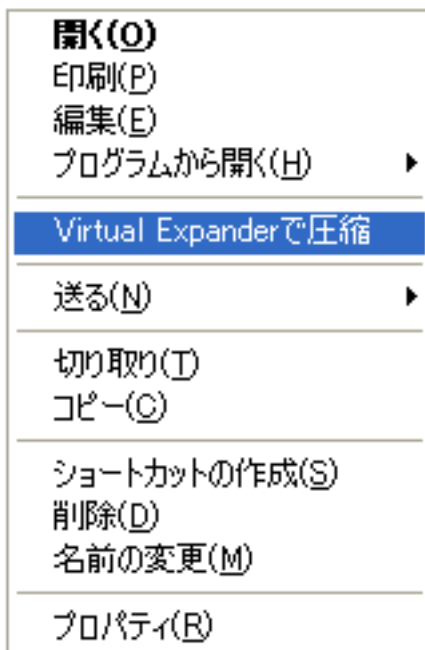 開く(O)
印刷(P)
編集(E)
プログラムから開く(H)
Virtual Expanderで圧縮
送る(N)
切り取り(T)
コピー(C)
ショートカットの作成(S)
削除(D)
名前の変更(M)
プロパティ(R)